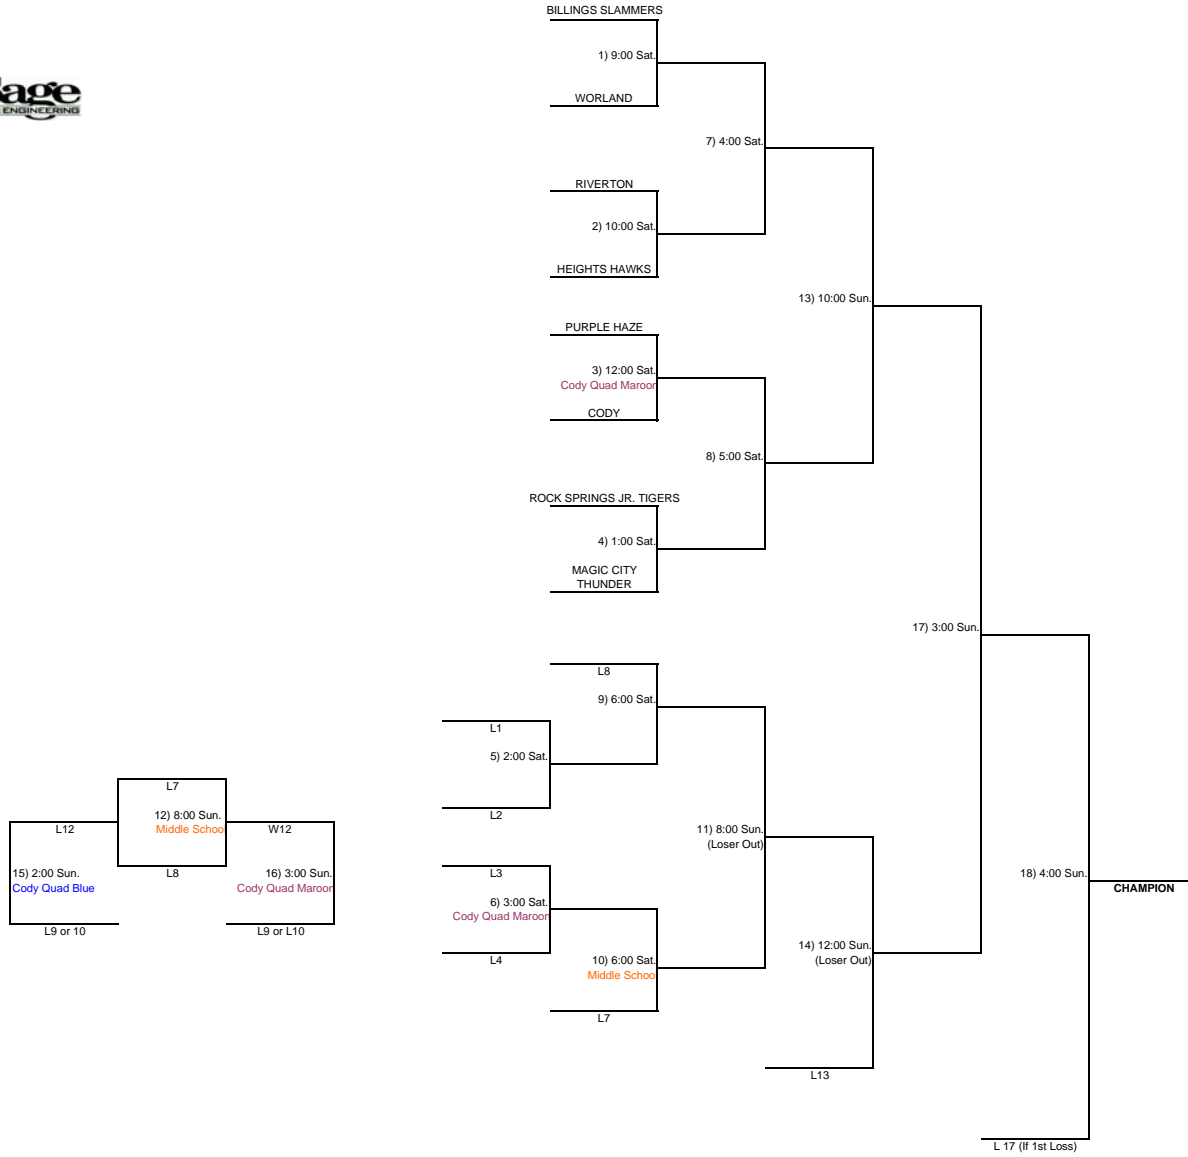 BILLINGS SLAMMERS
1) 9:00 Sat.
WORLAND
ENGINEERING
7) 4:00 Sat.
RIVERTON
2) 10:00 Sat.
HEIGHTS HAWKS
13) 10:00 Sun.
PURPLE HAZE
3) 12:00 Sat.
Cody Quad Maroon
CODY
8) 5:00 Sat.
ROCK SPRINGS JR. TIGERS
4) 1:00 Sat.
MAGIC CITY
THUNDER
17) 3:00 Sun.
L8
9) 6:00 Sat.
L1
5) 2:00 Sat.
L2
L7
12) 8:00 Sun.
Middle Schoo
L12
W12
L8
15) 2:00 Sun.
Cody Quad Blue
16) 3:00 Sun.
Cody Quad Maroon
L9 or 10
L9 or L10
11) 8:00 Sun.
(Loser Out)
L3
6) 3:00 Sat.
Cody Quad Maroon
L4
10) 6:00 Sat.
Middle Schoo
L7
14) 12:00 Sun.
(Loser Out)
L13
18) 4:00 Sun.
CHAMPION
L 17 (If 1st Loss)